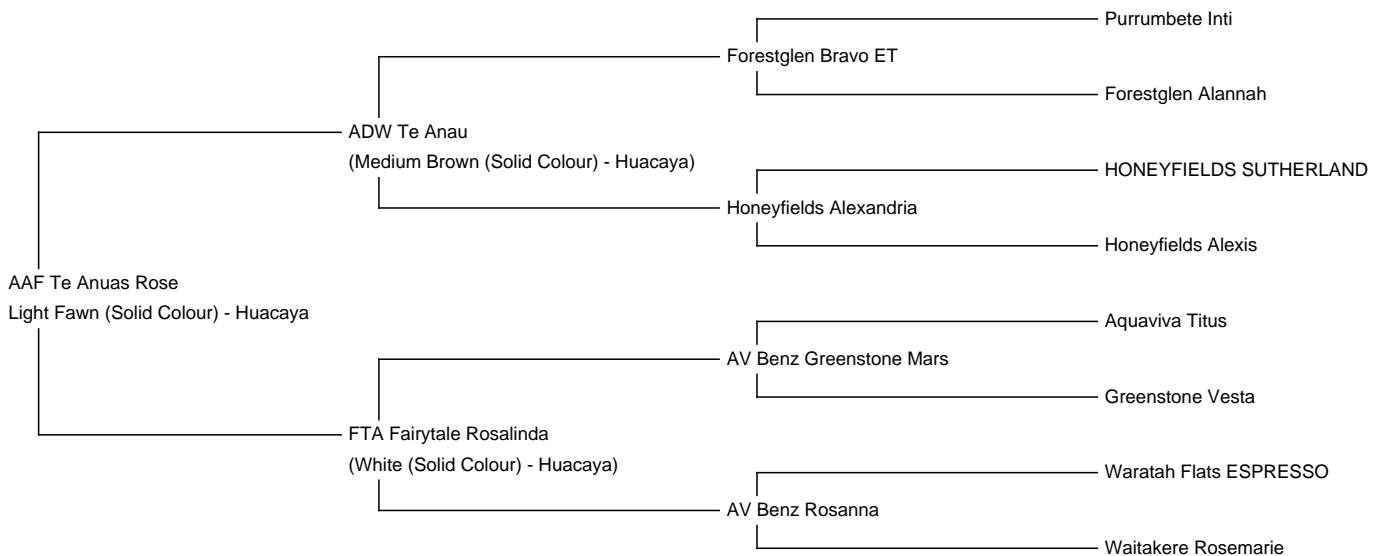 Purrumbete Inti
Forestglen Bravo ET
Forestglen Alannah
ADW Te Anau
(Medium Brown (Solid Colour) - Huacaya)
HONEYFIELDS SUTHERLAND
Honeyfields Alexandria
Honeyfields Alexis
AAF Te Anuas Rose
Light Fawn (Solid Colour) - Huacaya
Aquaviva Titus
AV Benz Greenstone Mars
Greenstone Vesta
FTA Fairytale Rosalinda
(White (Solid Colour) - Huacaya)
Waratah Flats ESPRESSO
AV Benz Rosanna
Waitakere Rosemarie